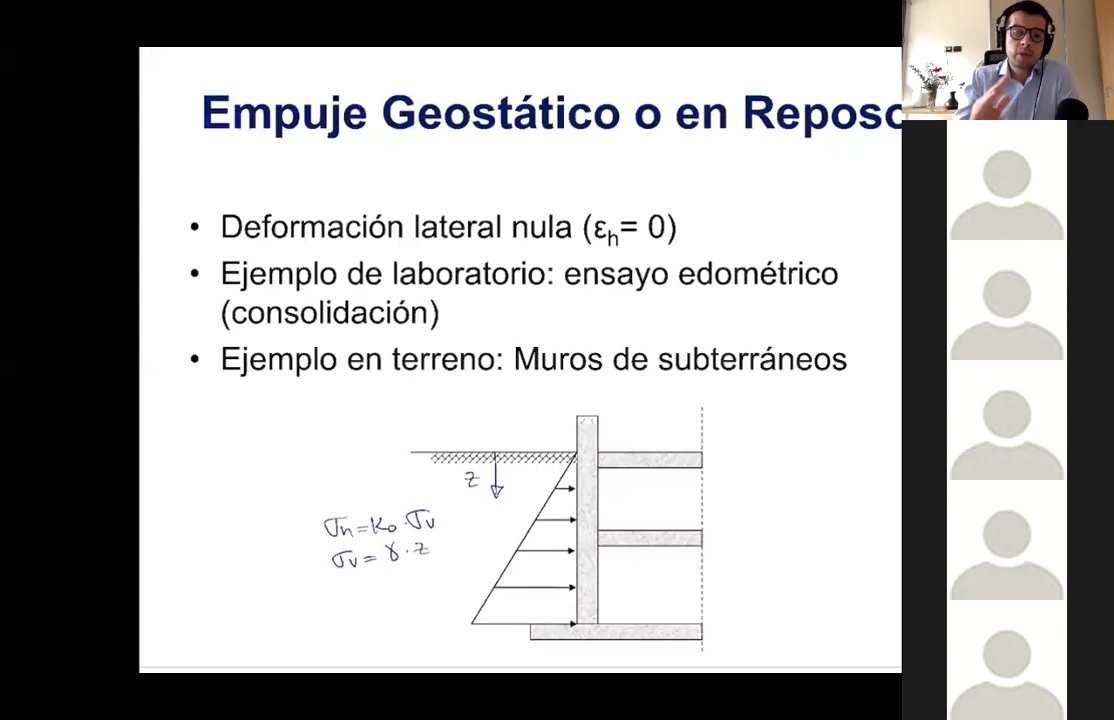 Empuje Geostático o en Reposo
• Deformación lateral nula (εh= 0)
• Ejemplo de laboratorio: ensayo edométrico
(consolidación)
• Ejemplo en terreno: Muros de subterráneos
z
σh=K₀·σv
σv= γ·z